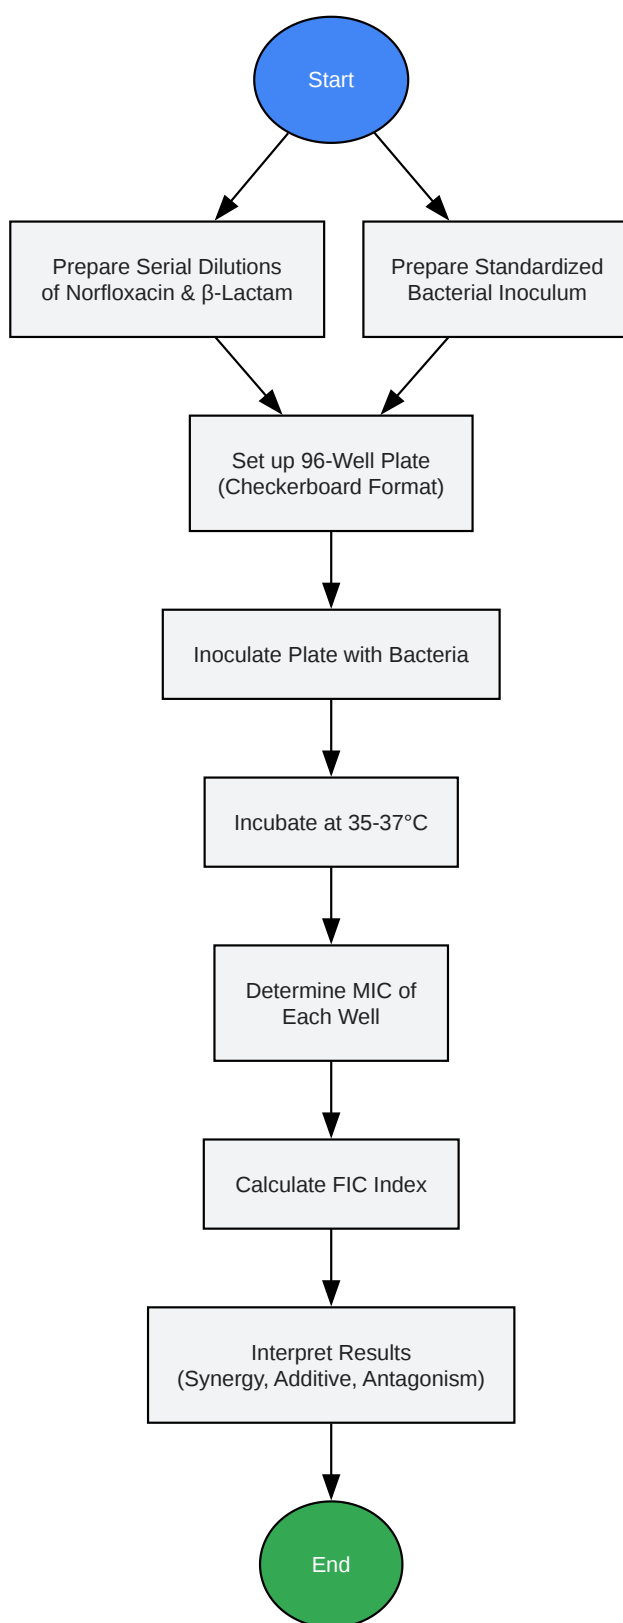 Start
Prepare Serial Dilutions
of Norfloxacin & β-Lactam
Prepare Standardized
Bacterial Inoculum
Set up 96-Well Plate
(Checkerboard Format)
Inoculate Plate with Bacteria
Incubate at 35-37°C
Determine MIC of
Each Well
Calculate FIC Index
Interpret Results
(Synergy, Additive, Antagonism)
End